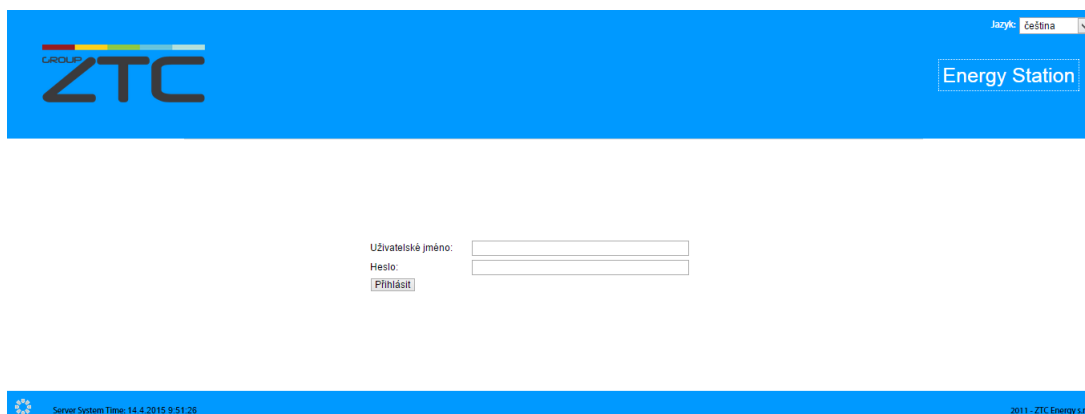 Jazyk: čeština
GROUP
ZTC
Energy Station
Uživatelské jméno:
Heslo:
Přihlásit
Server System Time: 14.4.2015 9:51:26
2011 - ZTC Energy s.r